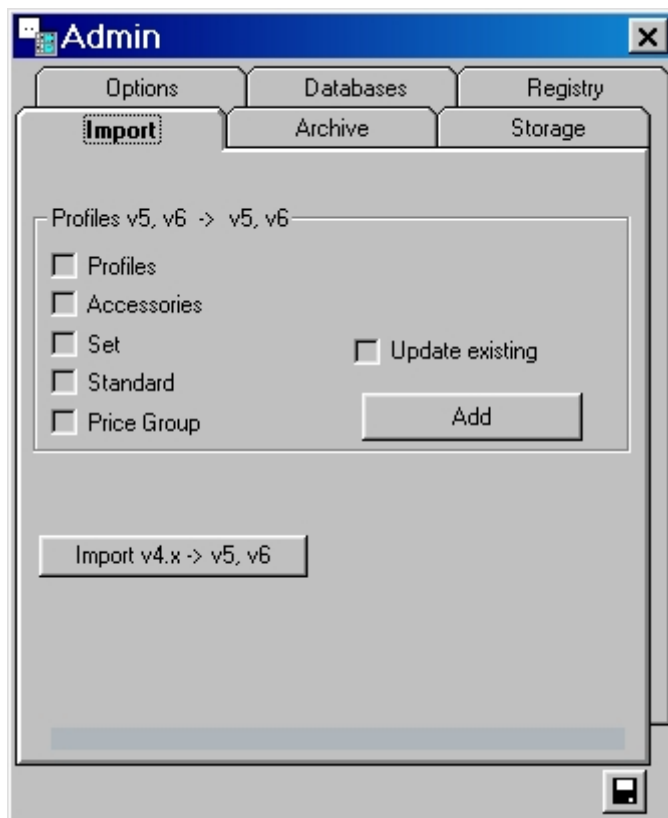 Admin
Options Databases Registry
Import Archive Storage
Profiles v5, v6 -> v5, v6
Profiles
Accessories
Set
Update existing
Standard
Add
Price Group
Import v4.x -> v5, v6